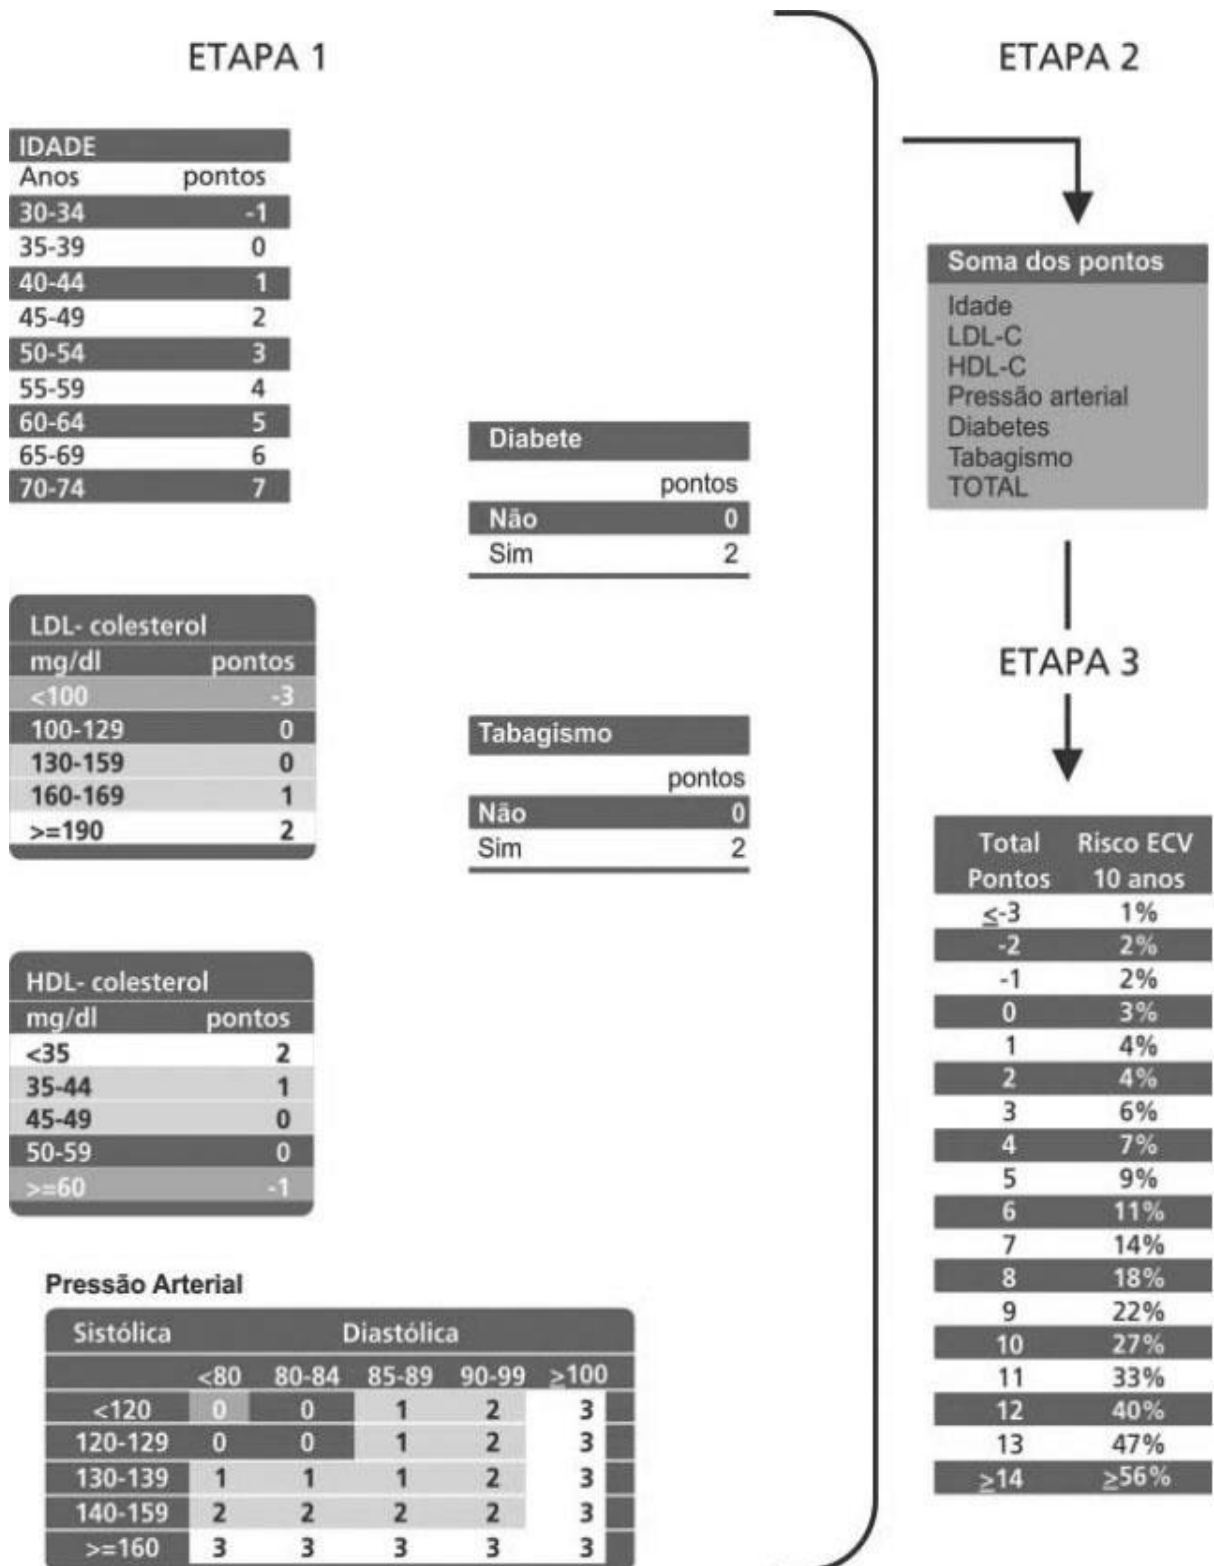 ETAPA 1
IDADE
Anos pontos
30-34 -1
35-39 0
40-44 1
45-49 2
50-54 3
55-59 4
60-64 5
65-69 6
70-74 7
LDL- colesterol
mg/dl pontos
<100 -3
100-129 0
130-159 0
160-169 1
>=190 2
HDL- colesterol
mg/dl pontos
<35 2
35-44 1
45-49 0
50-59 0
>=60 -1
Diabete
pontos
Não 0
Sim 2
Tabagismo
pontos
Não 0
Sim 2
Pressão Arterial
Sistólica Diastólica
<80 80-84 85-89 90-99 ≥100
<120 0 0 1 2 3
120-129 0 0 1 2 3
130-139 1 1 1 2 3
140-159 2 2 2 2 3
>=160 3 3 3 3 3
ETAPA 2
Soma dos pontos
Idade
LDL-C
HDL-C
Pressão arterial
Diabetes
Tabagismo
TOTAL
ETAPA 3
Total Risco ECV
Pontos 10 anos
≤-3 1%
-2 2%
-1 2%
0 3%
1 4%
2 4%
3 6%
4 7%
5 9%
6 11%
7 14%
8 18%
9 22%
10 27%
11 33%
12 40%
13 47%
≥14 ≥56%